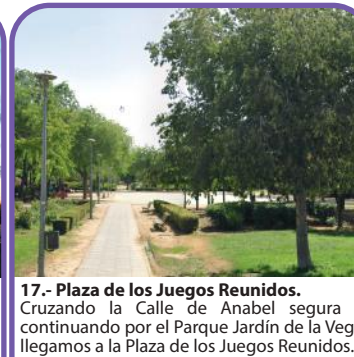 17.- Plaza de los Juegos Reunidos.
Cruzando la Calle de Anabel segura
continuando por el Parque Jardín de la Veg
llegamos a la Plaza de los Juegos Reunidos.